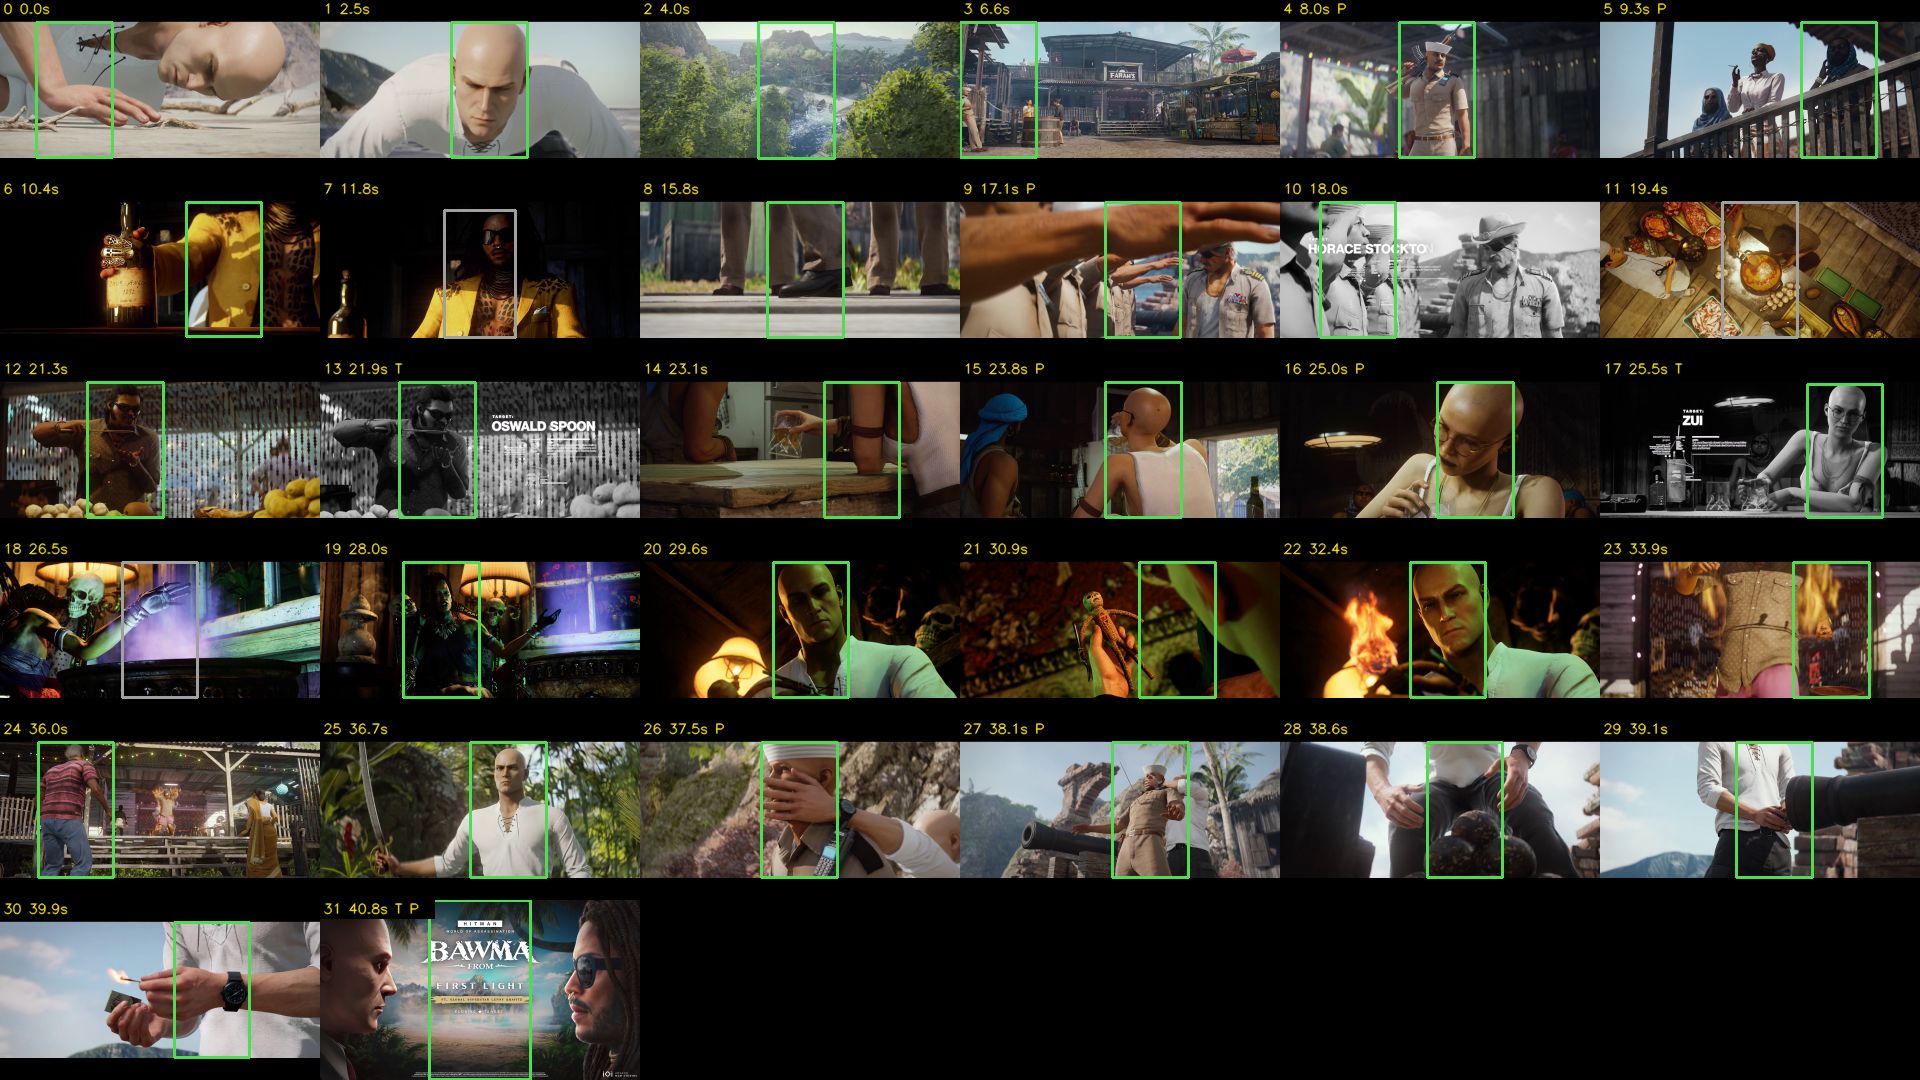 0 0.0s
1 2.5s
2 4.0s
3 6.6s
4 8.0s P
5 9.3s P
FARAH'S
6 10.4s
7 11.8s
8 15.8s
9 17.1s P
10 18.0s
11 19.4s
HORACE STOCKTON
12 21.3s
13 21.9s T
14 23.1s
15 23.8s P
16 25.0s P
17 25.5s T
TARGET:
OSWALD SPOON
TARGET:
ZUI
18 26.5s
19 28.0s
20 29.6s
21 30.9s
22 32.4s
23 33.9s
24 36.0s
25 36.7s
26 37.5s P
27 38.1s P
28 38.6s
29 39.1s
30 39.9s
31 40.8s T P
HITMAN
WORLD OF ASSASSINATION
BAWMA
FROM
FIRST LIGHT